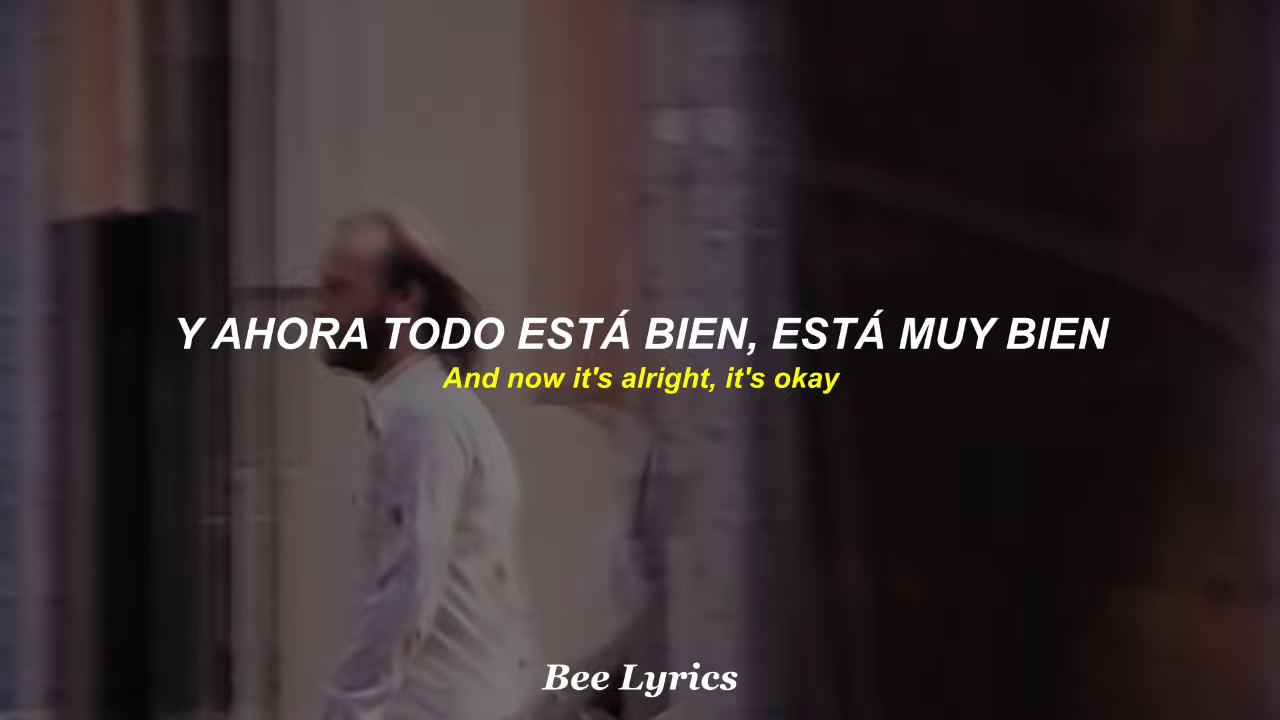 Y AHORA TODO ESTÁ BIEN, ESTÁ MUY BIEN
And now it's alright, it's okay
Bee Lyrics